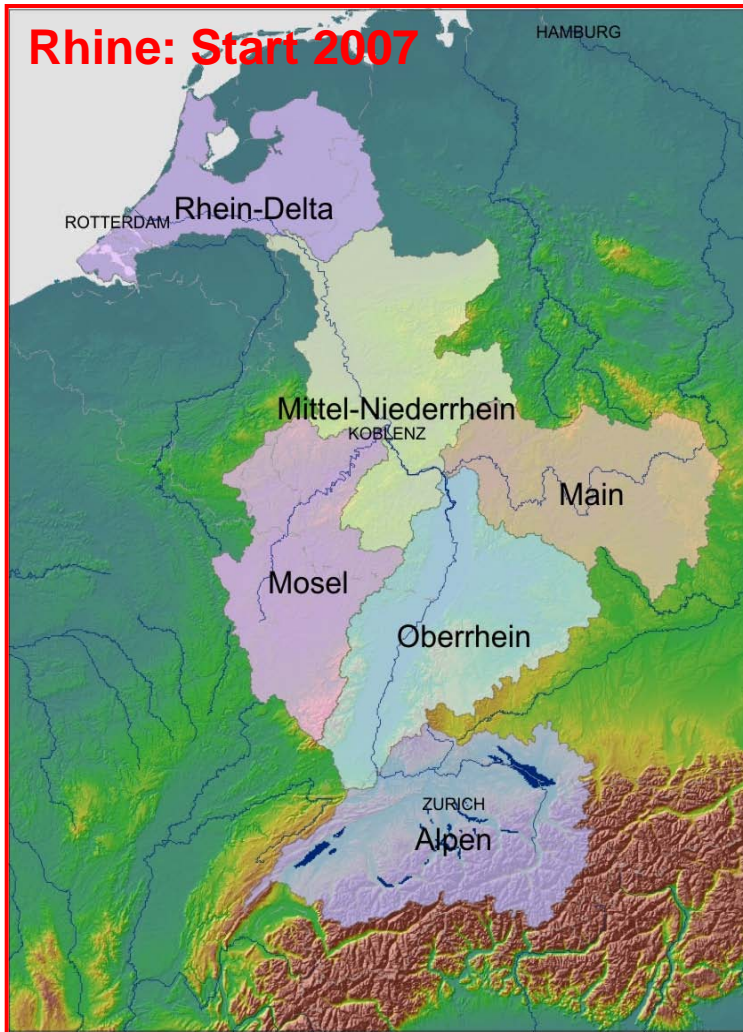 Rhine: Start 2007
HAMBURG
Rhein-Delta
ROTTERDAM
Mittel-Niederrhein
KOBLENZ
Main
Mosel
Oberrhein
ZURICH
Alpen